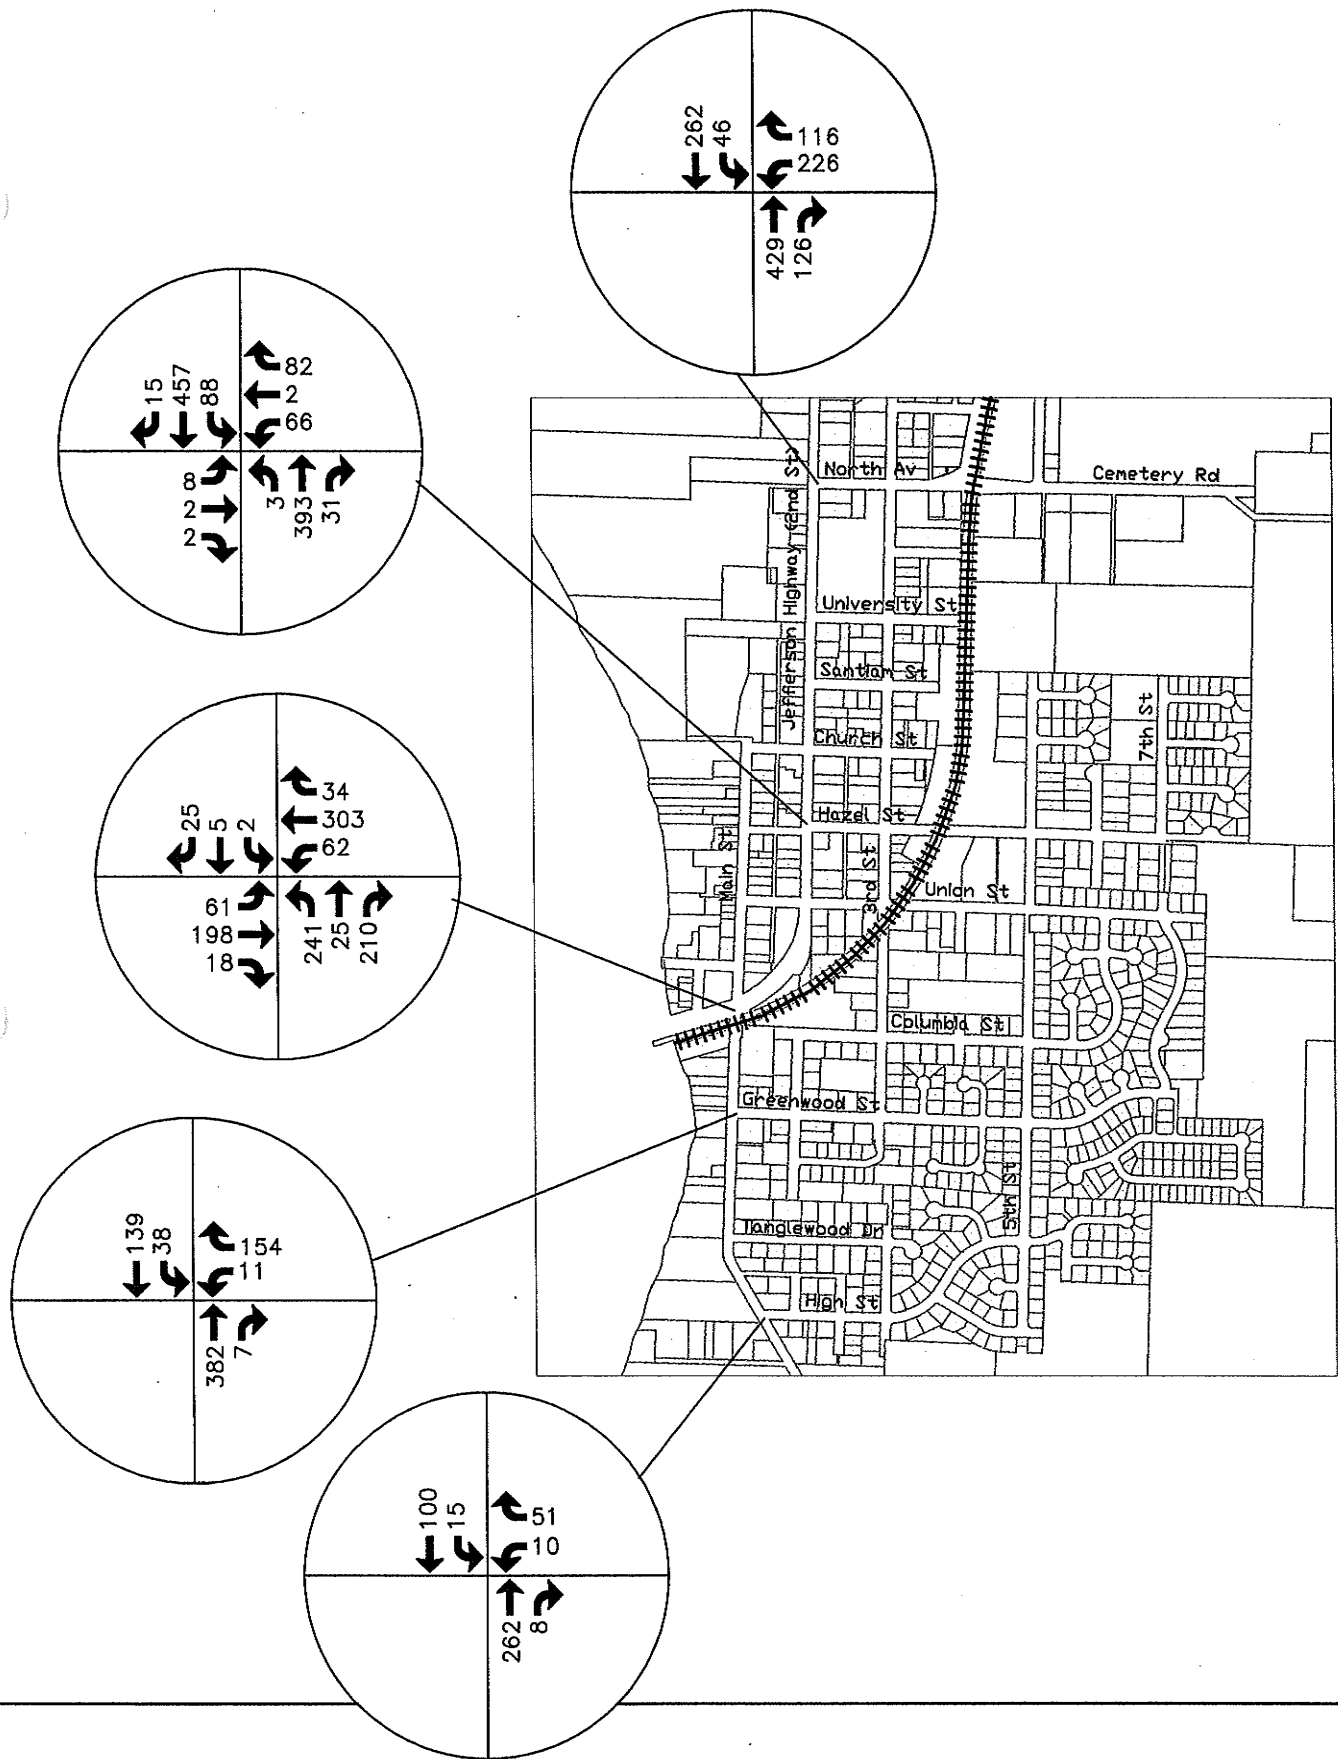 262
46
116
226
429
126
15
457
88
82
2
66
8
2
2
3
393
31
25
5
2
34
303
62
61
198
18
241
25
210
139
38
154
11
382
7
100
15
51
10
262
8
North Av
Cemetery Rd
Jefferson Highway (2nd St)
University St
Santiam St
Church St
7th St
Hazel St
Main St
3rd St
Union St
Columbia St
Greenwood St
5th St
Tanglewood Dr
High St